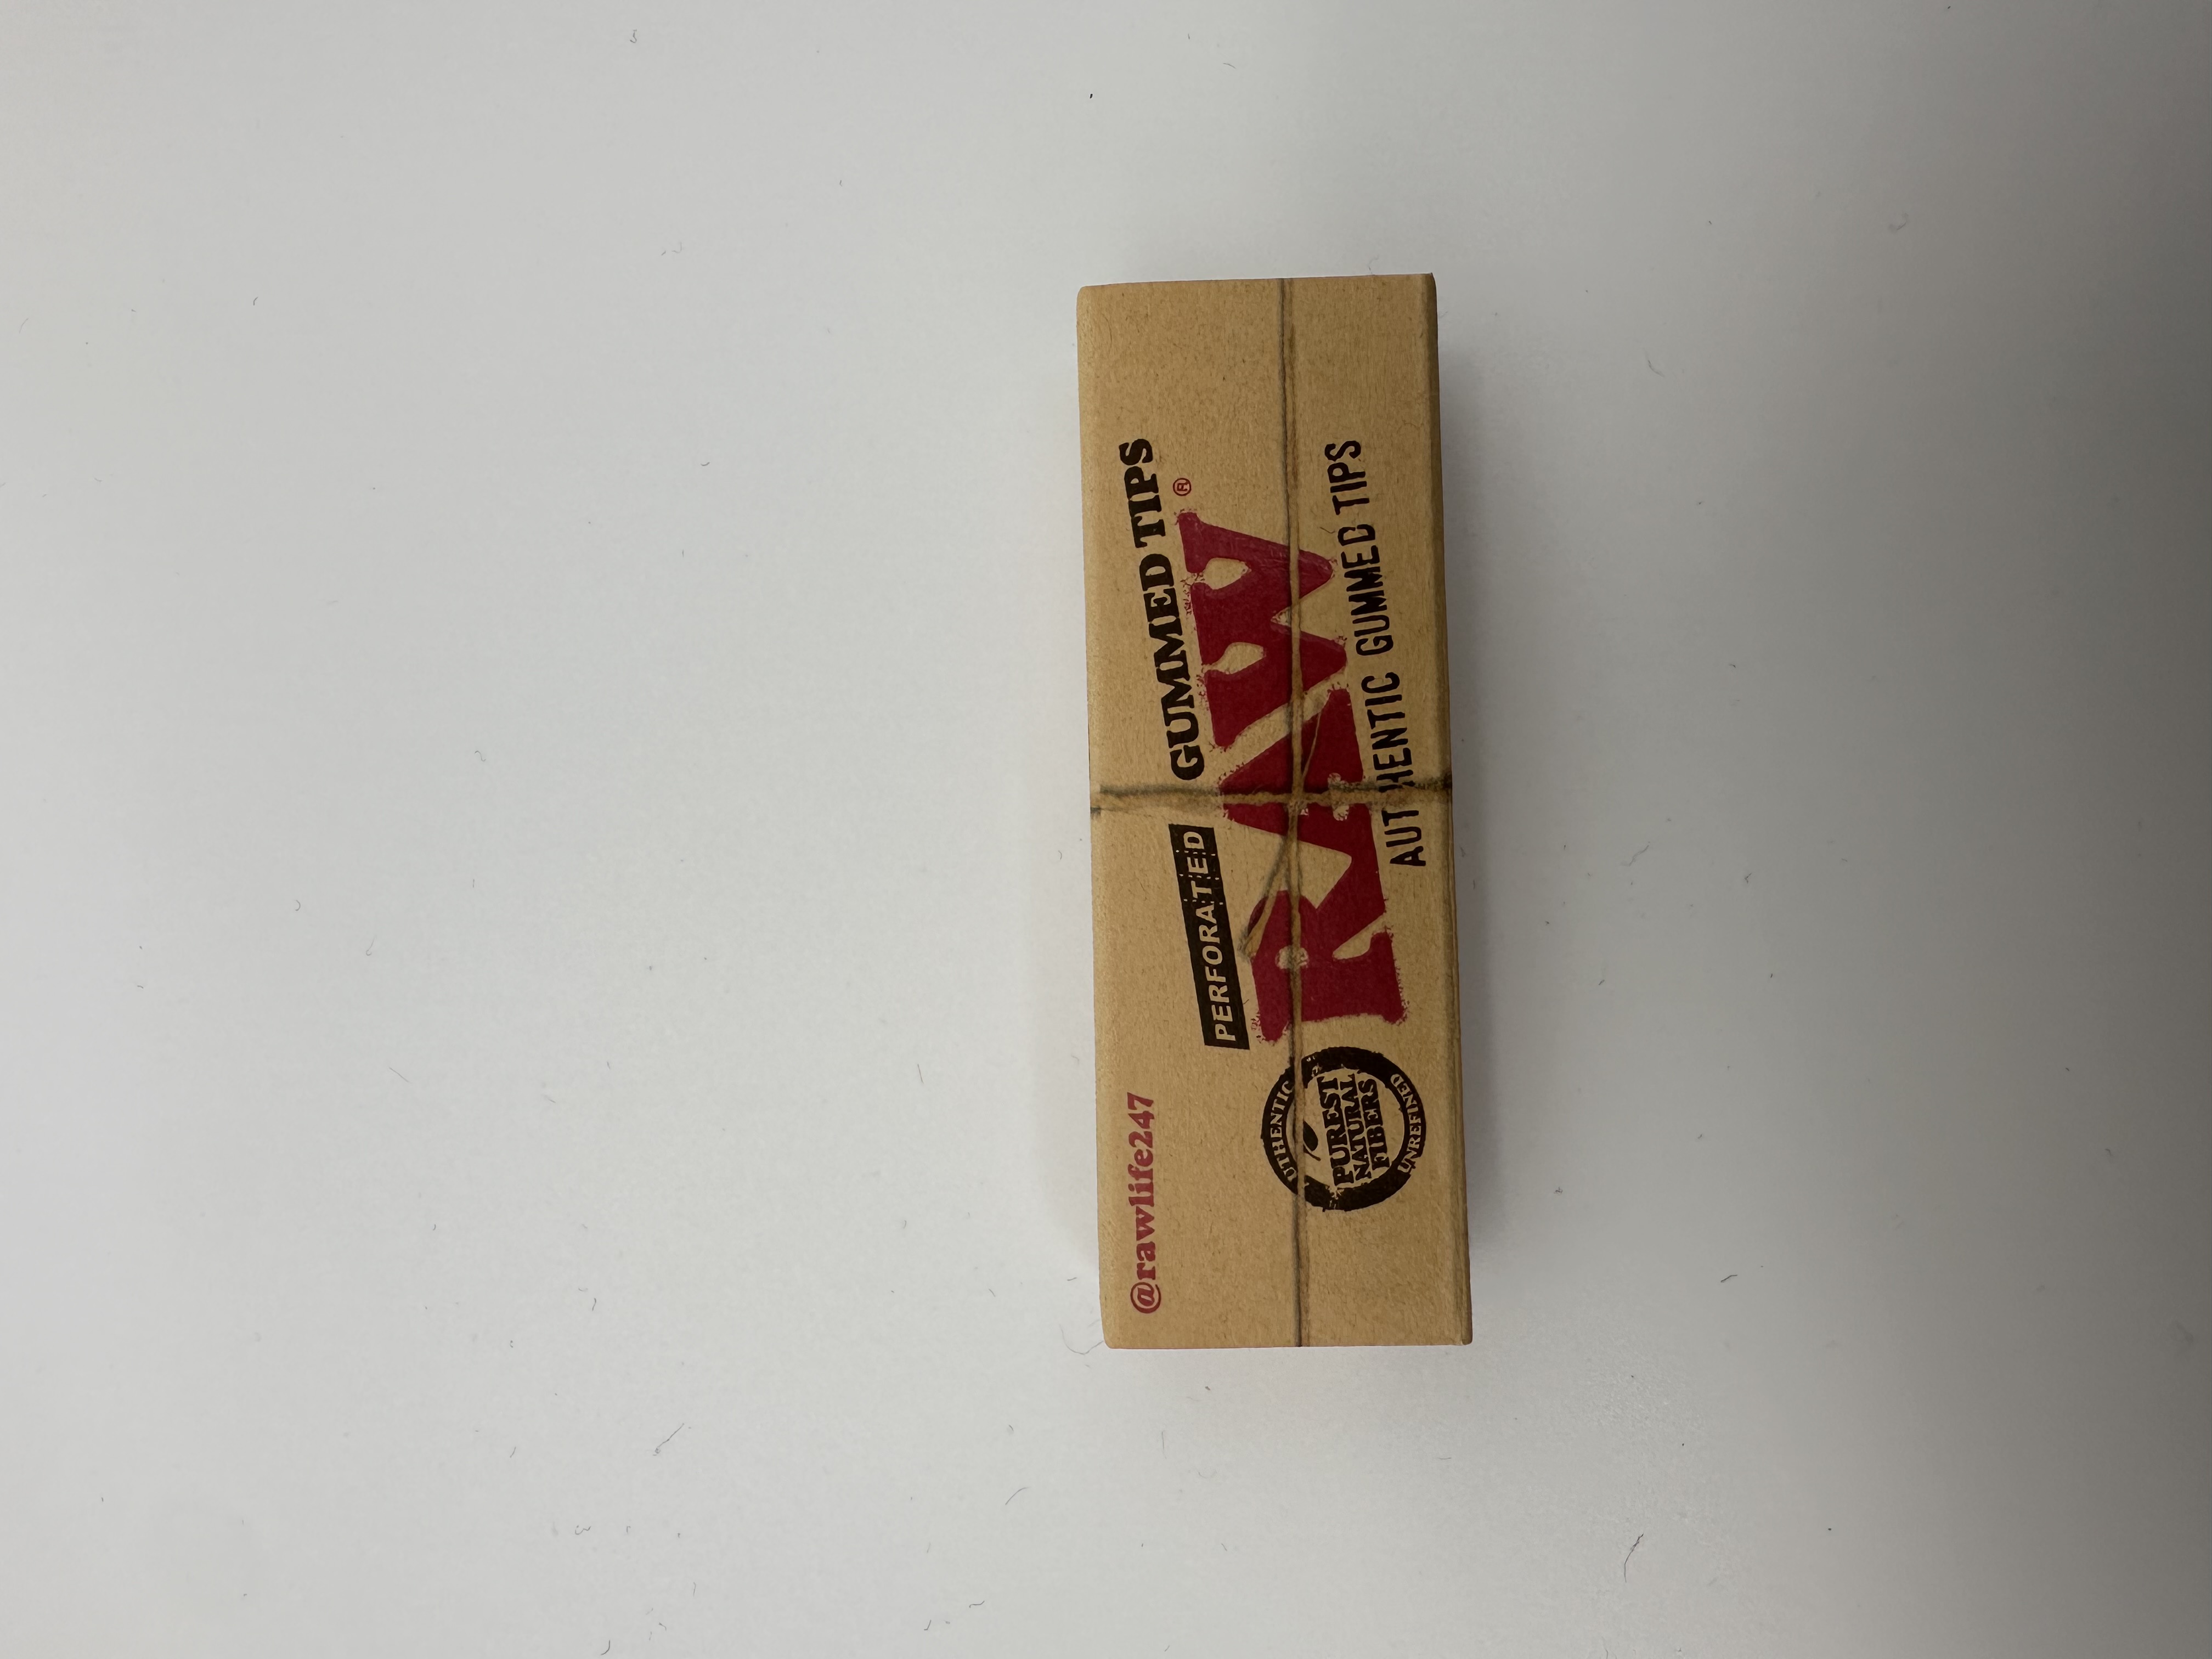 @rawlife247
PERFORATED GUMMED TIPS
RAW®
AUTHENTIC GUMMED TIPS
AUTHENTIC
PUREST
NATURAL
FIBERS
UNREFINED